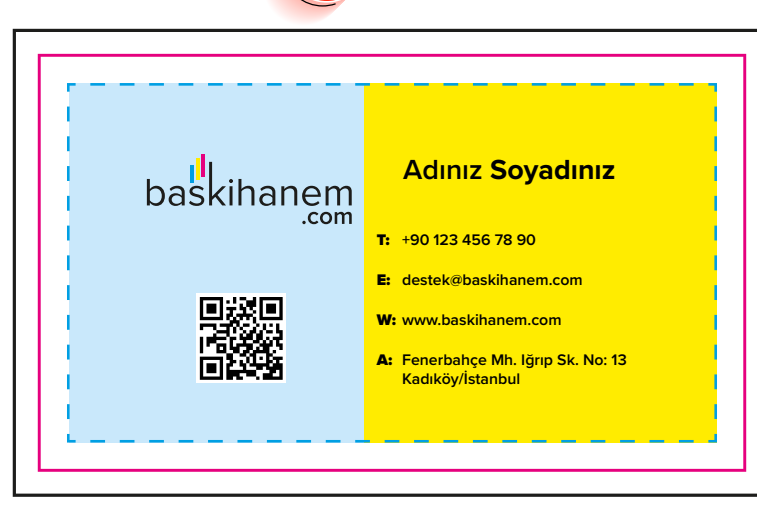 baskihanem
.com
Adınız Soyadınız
T: +90 123 456 78 90
E: destek@baskihanem.com
W: www.baskihanem.com
A: Fenerbahçe Mh. Iğrıp Sk. No: 13
Kadıköy/İstanbul